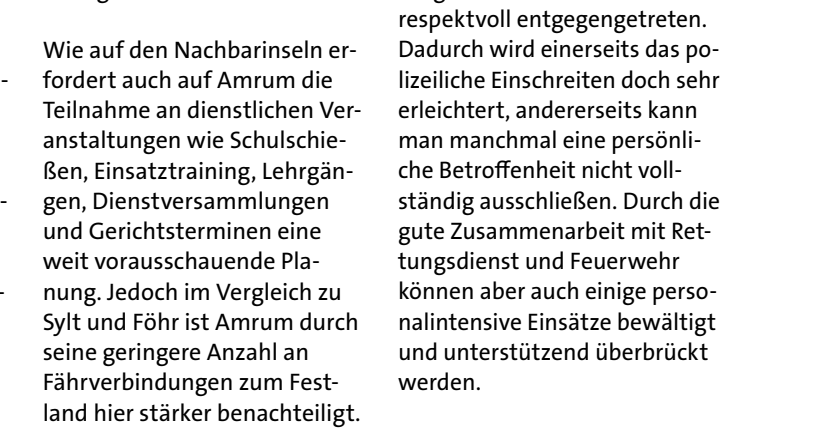 Wie auf den Nachbarinseln er-
fordert auch auf Amrum die
Teilnahme an dienstlichen Ver-
anstaltungen wie Schulschie-
ßen, Einsatztraining, Lehrgän-
gen, Dienstversammlungen
und Gerichtsterminen eine
weit vorausschauende Pla-
nung. Jedoch im Vergleich zu
Sylt und Föhr ist Amrum durch
seine geringere Anzahl an
Fährverbindungen zum Fest-
land hier stärker benachteiligt.
respektvoll entgegengetreten.
Dadurch wird einerseits das po-
lizeiliche Einschreiten doch sehr
erleichtert, andererseits kann
man manchmal eine persönli-
che Betroffenheit nicht voll-
ständig ausschließen. Durch die
gute Zusammenarbeit mit Ret-
tungsdienst und Feuerwehr
können aber auch einige perso-
nalintensive Einsätze bewältigt
und unterstützend überbrückt
werden.